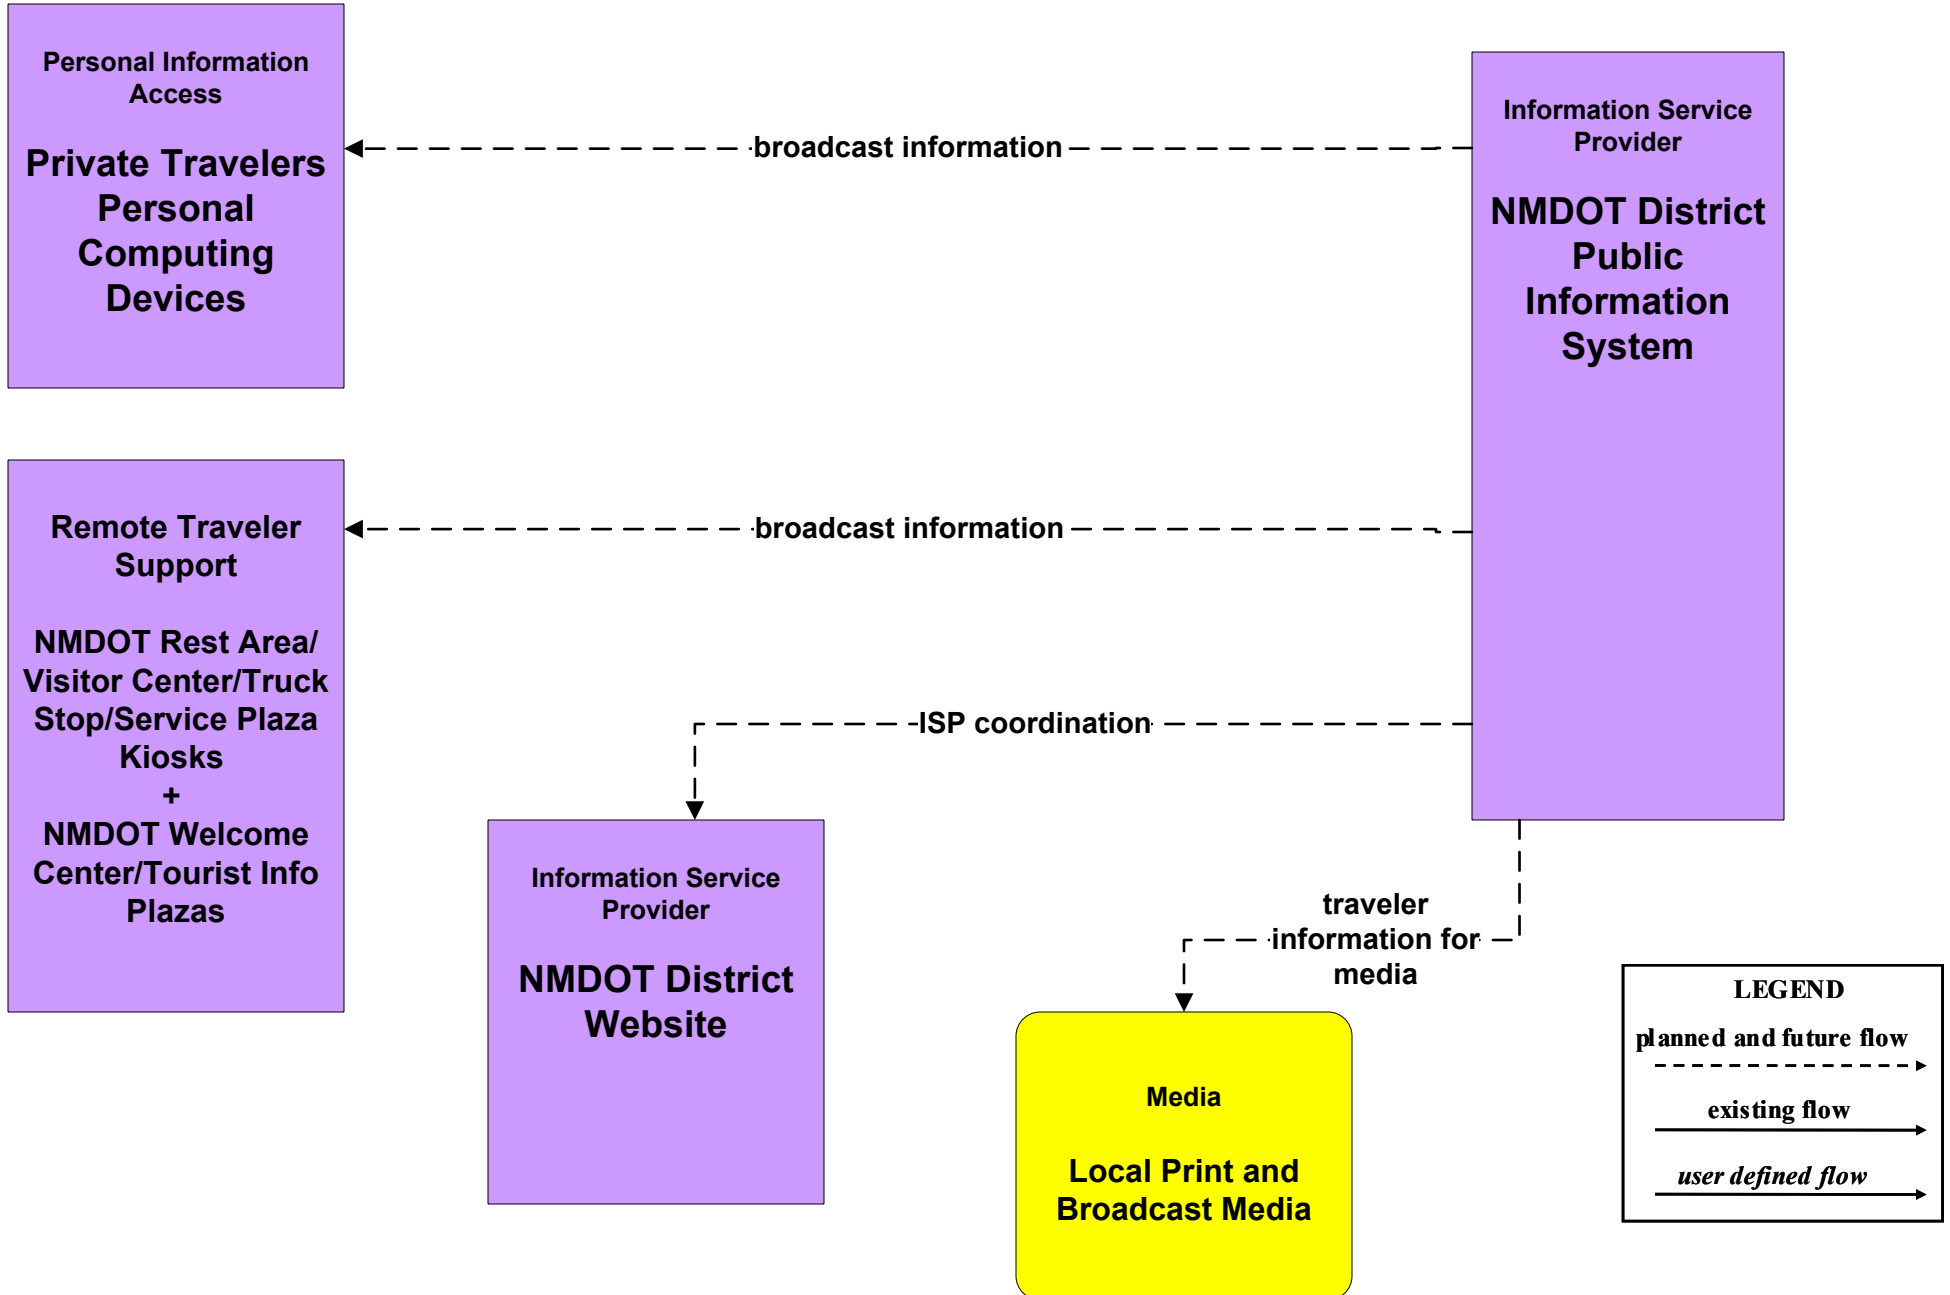 Personal Information
Access
Private Travelers
Personal
Computing
Devices
broadcast information
Information Service
Provider
NMDOT District
Public
Information
System
Remote Traveler
Support
NMDOT Rest Area/
Visitor Center/Truck
Stop/Service Plaza
Kiosks
+
NMDOT Welcome
Center/Tourist Info
Plazas
broadcast information
ISP coordination
Information Service
Provider
NMDOT District
Website
traveler
information for
media
Media
Local Print and
Broadcast Media
LEGEND
planned and future flow
existing flow
user defined flow